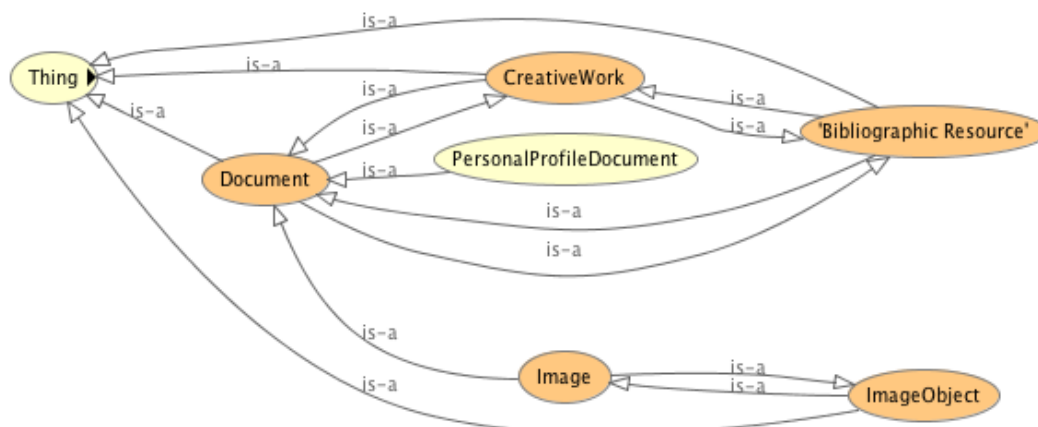 is-a
is-a
Thing
CreativeWork
is-a
is-a
is-a
is-a
is-a
'Bibliographic Resource'
PersonalProfileDocument
is-a
Document
is-a
is-a
is-a
is-a
Image
is-a
is-a
is-a
ImageObject